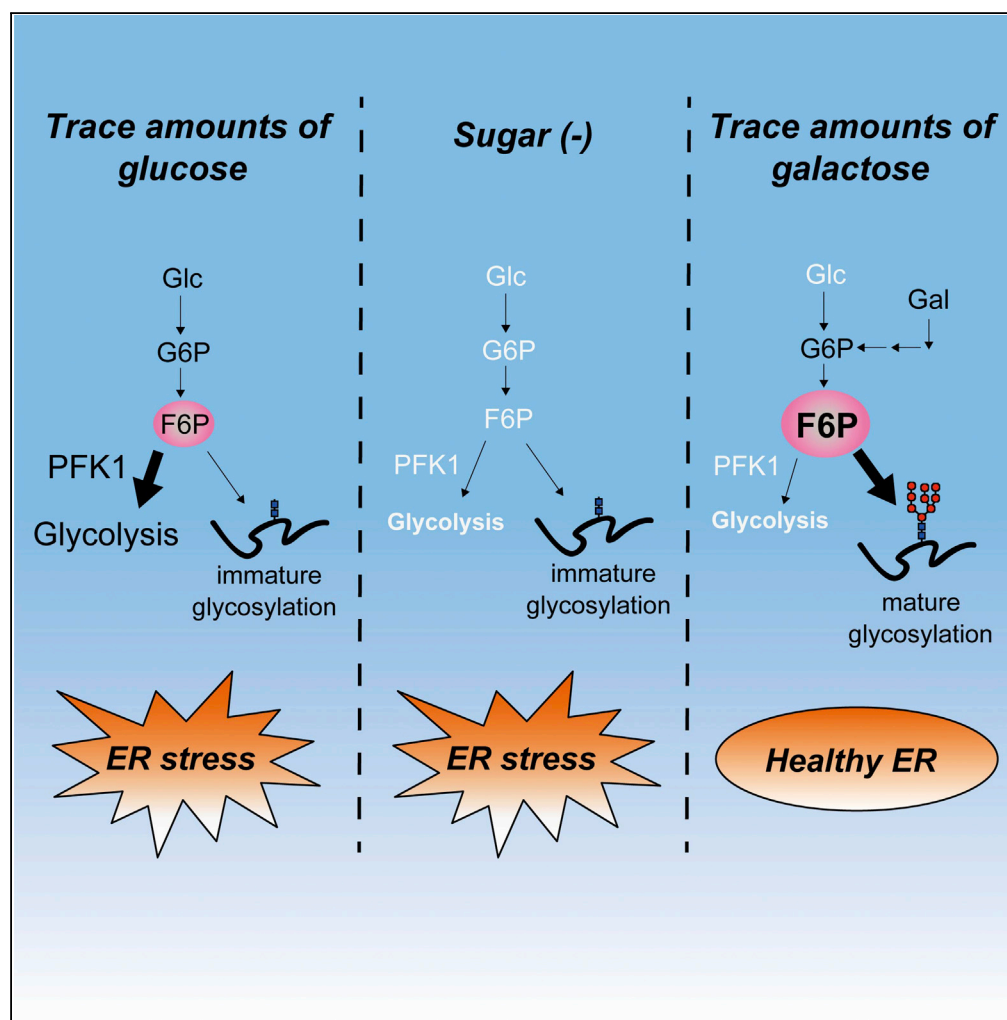 Trace amounts of
glucose
Glc
G6P
F6P
PFK1
Glycolysis
immature
glycosylation
ER stress
Sugar (-)
Glc
G6P
F6P
PFK1
Glycolysis
immature
glycosylation
ER stress
Trace amounts of
galactose
Glc
Gal
G6P
F6P
PFK1
Glycolysis
mature
glycosylation
Healthy ER